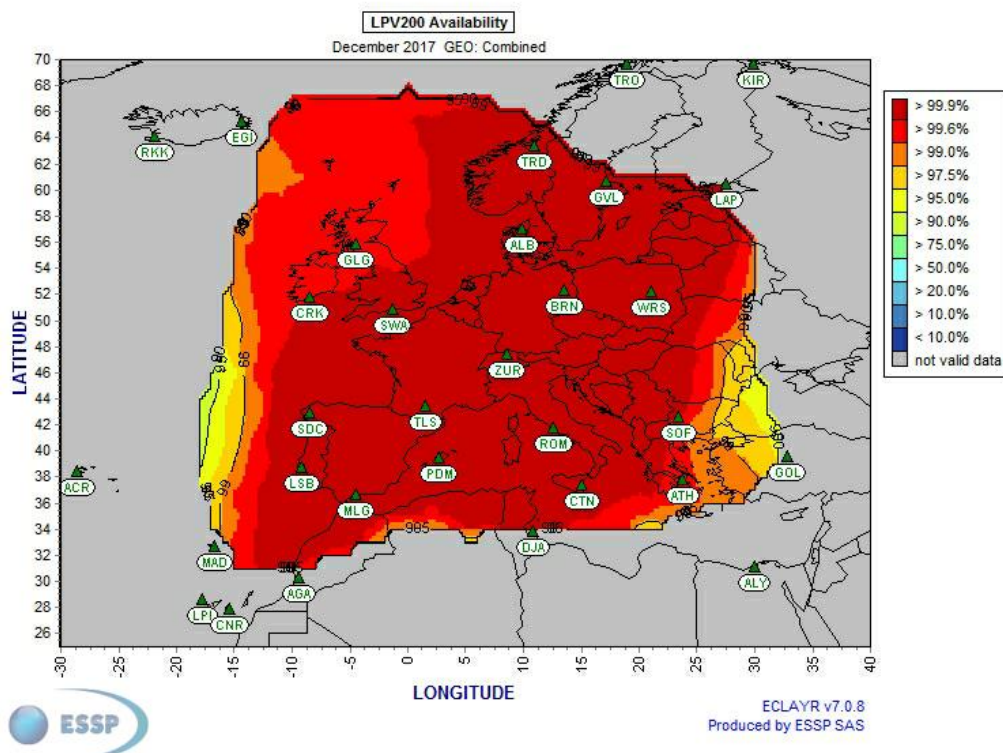 LPV200 Availability
December 2017 GEO: Combined
LATITUDE
70
68
66
64
62
60
58
56
54
52
50
48
46
44
42
40
38
36
34
32
30
28
26
-30
-25
-20
-15
-10
-5
0
5
10
15
20
25
30
35
40
LONGITUDE
TRO
KIR
EGI
RKK
TRD
GVL
LAP
ALB
GLG
CRK
SWA
BRN
WRS
ZUR
TLS
SDC
ROM
SOF
LSB
PDM
GOL
ACR
MLG
CTN
ATH
MAD
DJA
AGA
ALY
LPI
CNR
99
99
985
> 99.9%
> 99.6%
> 99.0%
> 97.5%
> 95.0%
> 90.0%
> 75.0%
> 50.0%
> 20.0%
> 10.0%
< 10.0%
not valid data
ESSP
ECLAYR v7.0.8
Produced by ESSP SAS